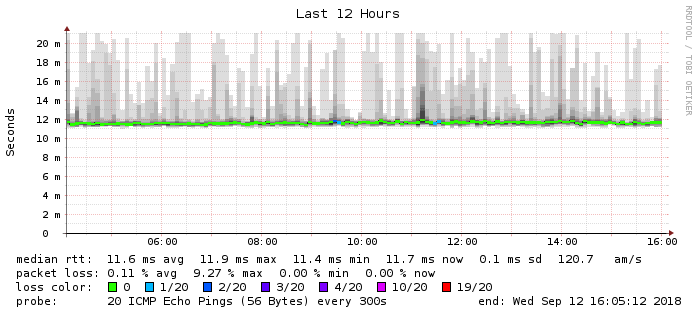 Last 12 Hours
RRDTOOL / TOBI OETIKER
Seconds
20 m
18 m
16 m
14 m
12 m
10 m
8 m
6 m
4 m
2 m
0
06:00 08:00 10:00 12:00 14:00 16:00
median rtt: 11.6 ms avg 11.9 ms max 11.4 ms min 11.7 ms now 0.1 ms sd 120.7 am/s
packet loss: 0.11 % avg 9.27 % max 0.00 % min 0.00 % now
loss color: 0 1/20 2/20 3/20 4/20 10/20 19/20
probe: 20 ICMP Echo Pings (56 Bytes) every 300s end: Wed Sep 12 16:05:12 2018